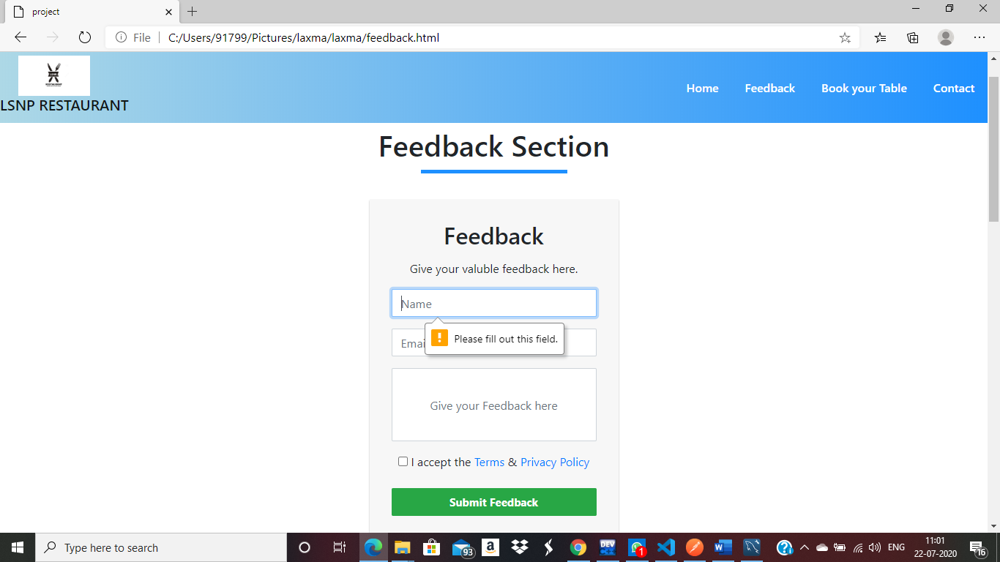 project
File
C:/Users/91799/Pictures/laxma/laxma/feedback.html
RESTAURANT
LSNP RESTAURANT
Home Feedback Book your Table Contact
Feedback Section
Feedback
Give your valuble feedback here.
Name
Please fill out this field.
Emai
Give your Feedback here
I accept the Terms & Privacy Policy
Submit Feedback
Type here to search
93
a
DEV
1
W
ENG
11:01
22-07-2020
16